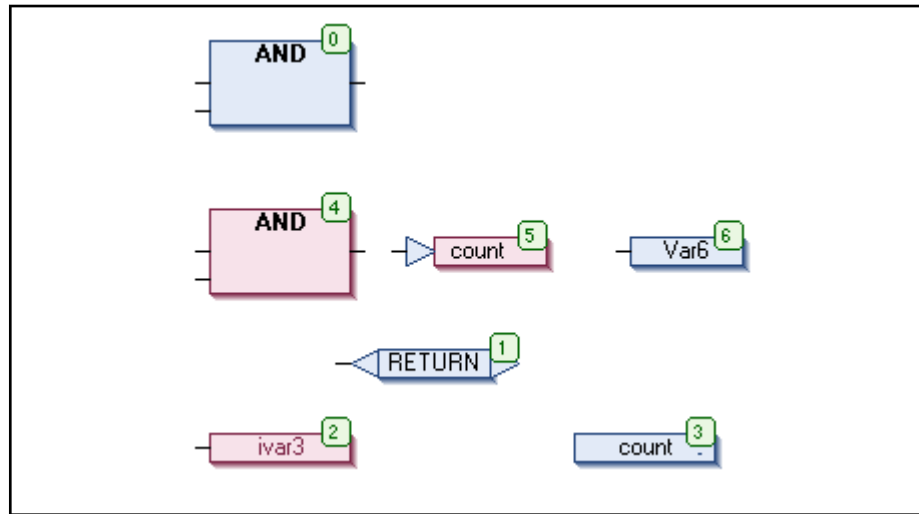 AND 0
AND 4
count 5
Var6 6
RETURN 1
ivar3 2
count 3